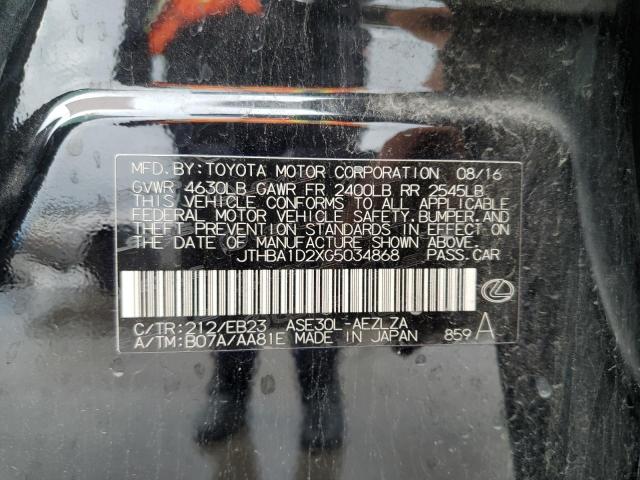 MFD.BY:TOYOTA MOTOR CORPORATION 08/16
GVWR 4630LB GAWR FR 2400LB RR 2545LB
THIS VEHICLE CONFORMS TO ALL APPLICABLE
FEDERAL MOTOR VEHICLE SAFETY.BUMPER.AND
THEFT PREVENTION STANDARDS IN EFFECT
ON THE DATE OF MANUFACTURE SHOWN ABOVE.
JTHBA1D2XG5034868 PASS.CAR
C/TR:212/EB23 ASE30L-AEZLZA
A/TM:B07A/AA81E MADE IN JAPAN 859A